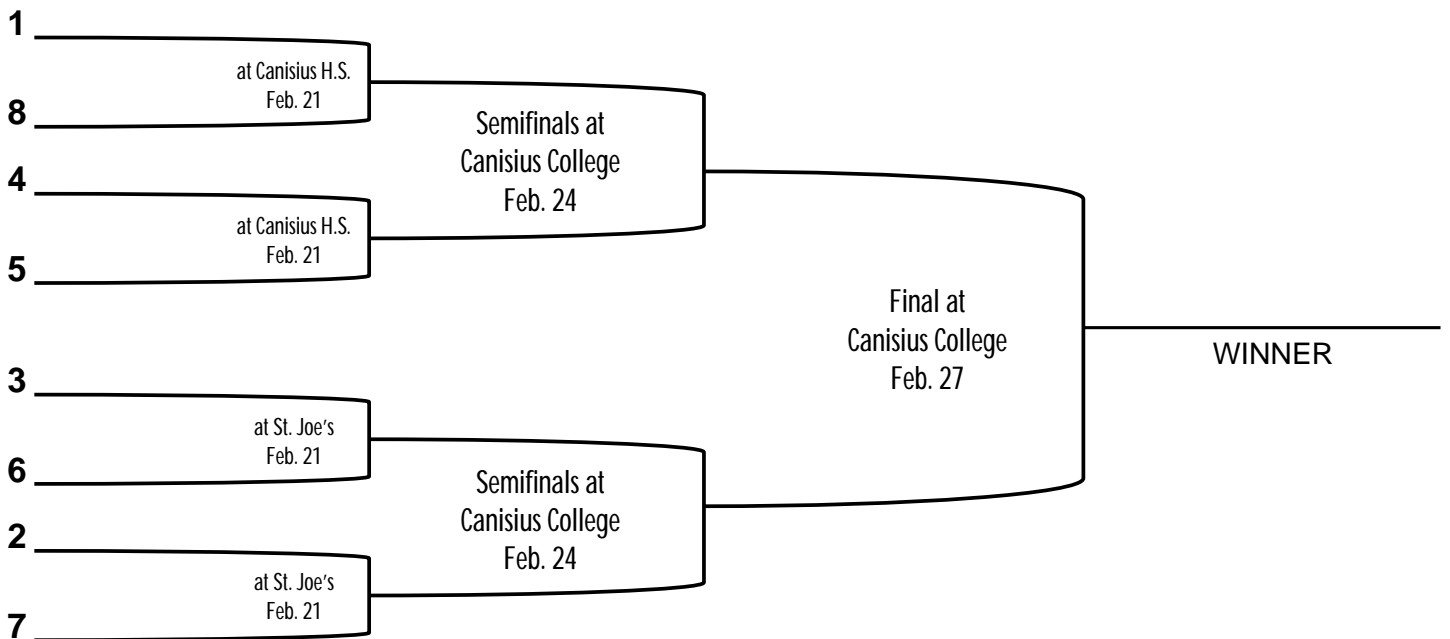 1
at Canisius H.S.
Feb. 21
8
Semifinals at
Canisius College
Feb. 24
4
at Canisius H.S.
Feb. 21
5
Final at
Canisius College
Feb. 27
WINNER
3
at St. Joe's
Feb. 21
6
Semifinals at
Canisius College
Feb. 24
2
at St. Joe's
Feb. 21
7